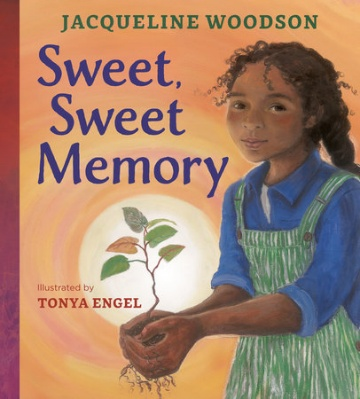 JACQUELINE WOODSON
Sweet,
Sweet
Memory
Illustrated by
TONYA ENGEL